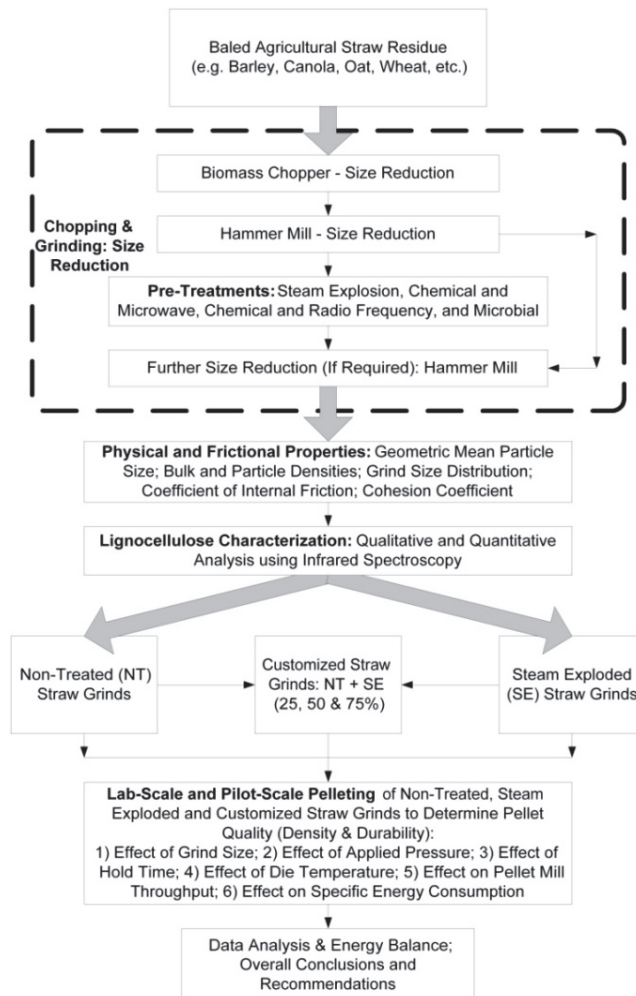 Baled Agricultural Straw Residue
(e.g. Barley, Canola, Oat, Wheat, etc.)
Biomass Chopper - Size Reduction
Chopping &
Grinding: Size
Reduction
Hammer Mill - Size Reduction
Pre-Treatments: Steam Explosion, Chemical and
Microwave, Chemical and Radio Frequency, and Microbial
Further Size Reduction (If Required): Hammer Mill
Physical and Frictional Properties: Geometric Mean Particle
Size; Bulk and Particle Densities; Grind Size Distribution;
Coefficient of Internal Friction; Cohesion Coefficient
Lignocellulose Characterization: Qualitative and Quantitative
Analysis using Infrared Spectroscopy
Non-Treated (NT)
Straw Grinds
Customized Straw
Grinds: NT + SE
(25, 50 & 75%)
Steam Exploded
(SE) Straw Grinds
Lab-Scale and Pilot-Scale Pelleting of Non-Treated, Steam
Exploded and Customized Straw Grinds to Determine Pellet
Quality (Density & Durability):
1) Effect of Grind Size; 2) Effect of Applied Pressure; 3) Effect of
Hold Time; 4) Effect of Die Temperature; 5) Effect on Pellet Mill
Throughput; 6) Effect on Specific Energy Consumption
Data Analysis & Energy Balance;
Overall Conclusions and
Recommendations